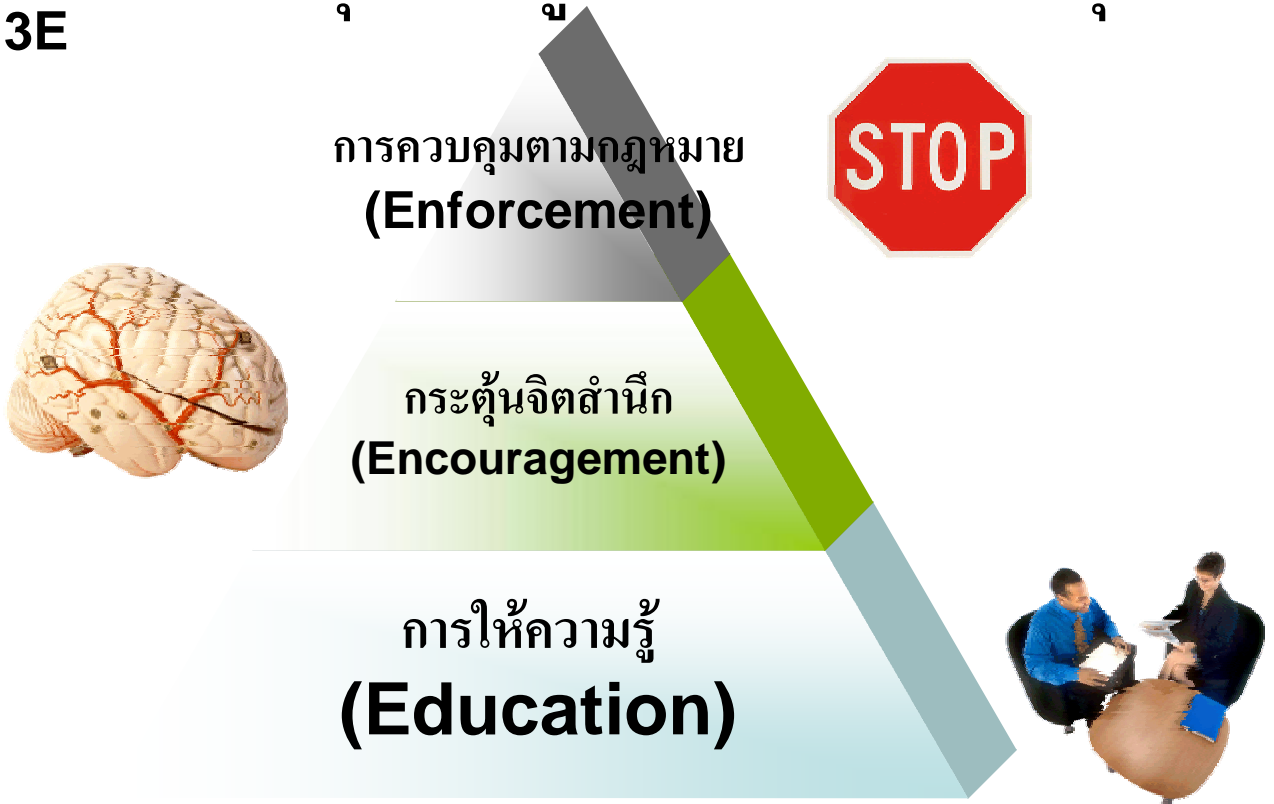 3E
การควบคุมตามกฎหมาย
(Enforcement)
STOP
กระตุ้นจิตสำนึก
(Encouragement)
การให้ความรู้
(Education)